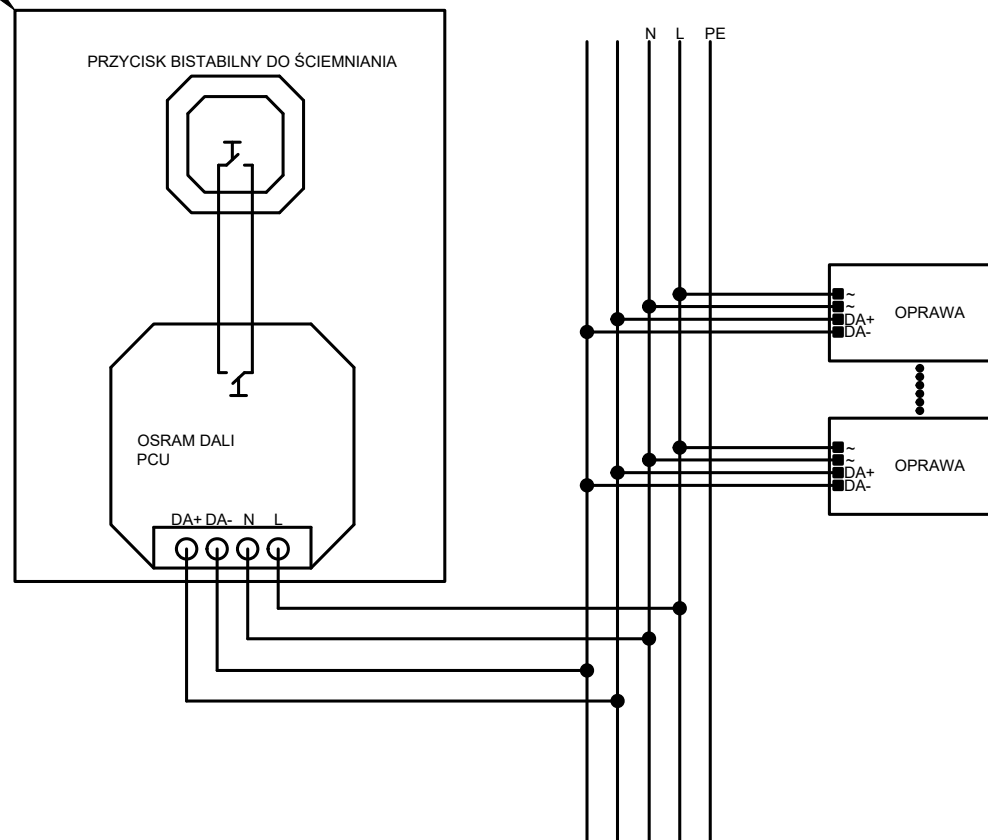 N L PE
PRZYCISK BISTABILNY DO ŚCIEMNIANIA
~
~
DA+
DA-
OPRAWA
~
~
DA+
DA-
OPRAWA
OSRAM DALI
PCU
DA+ DA- N L